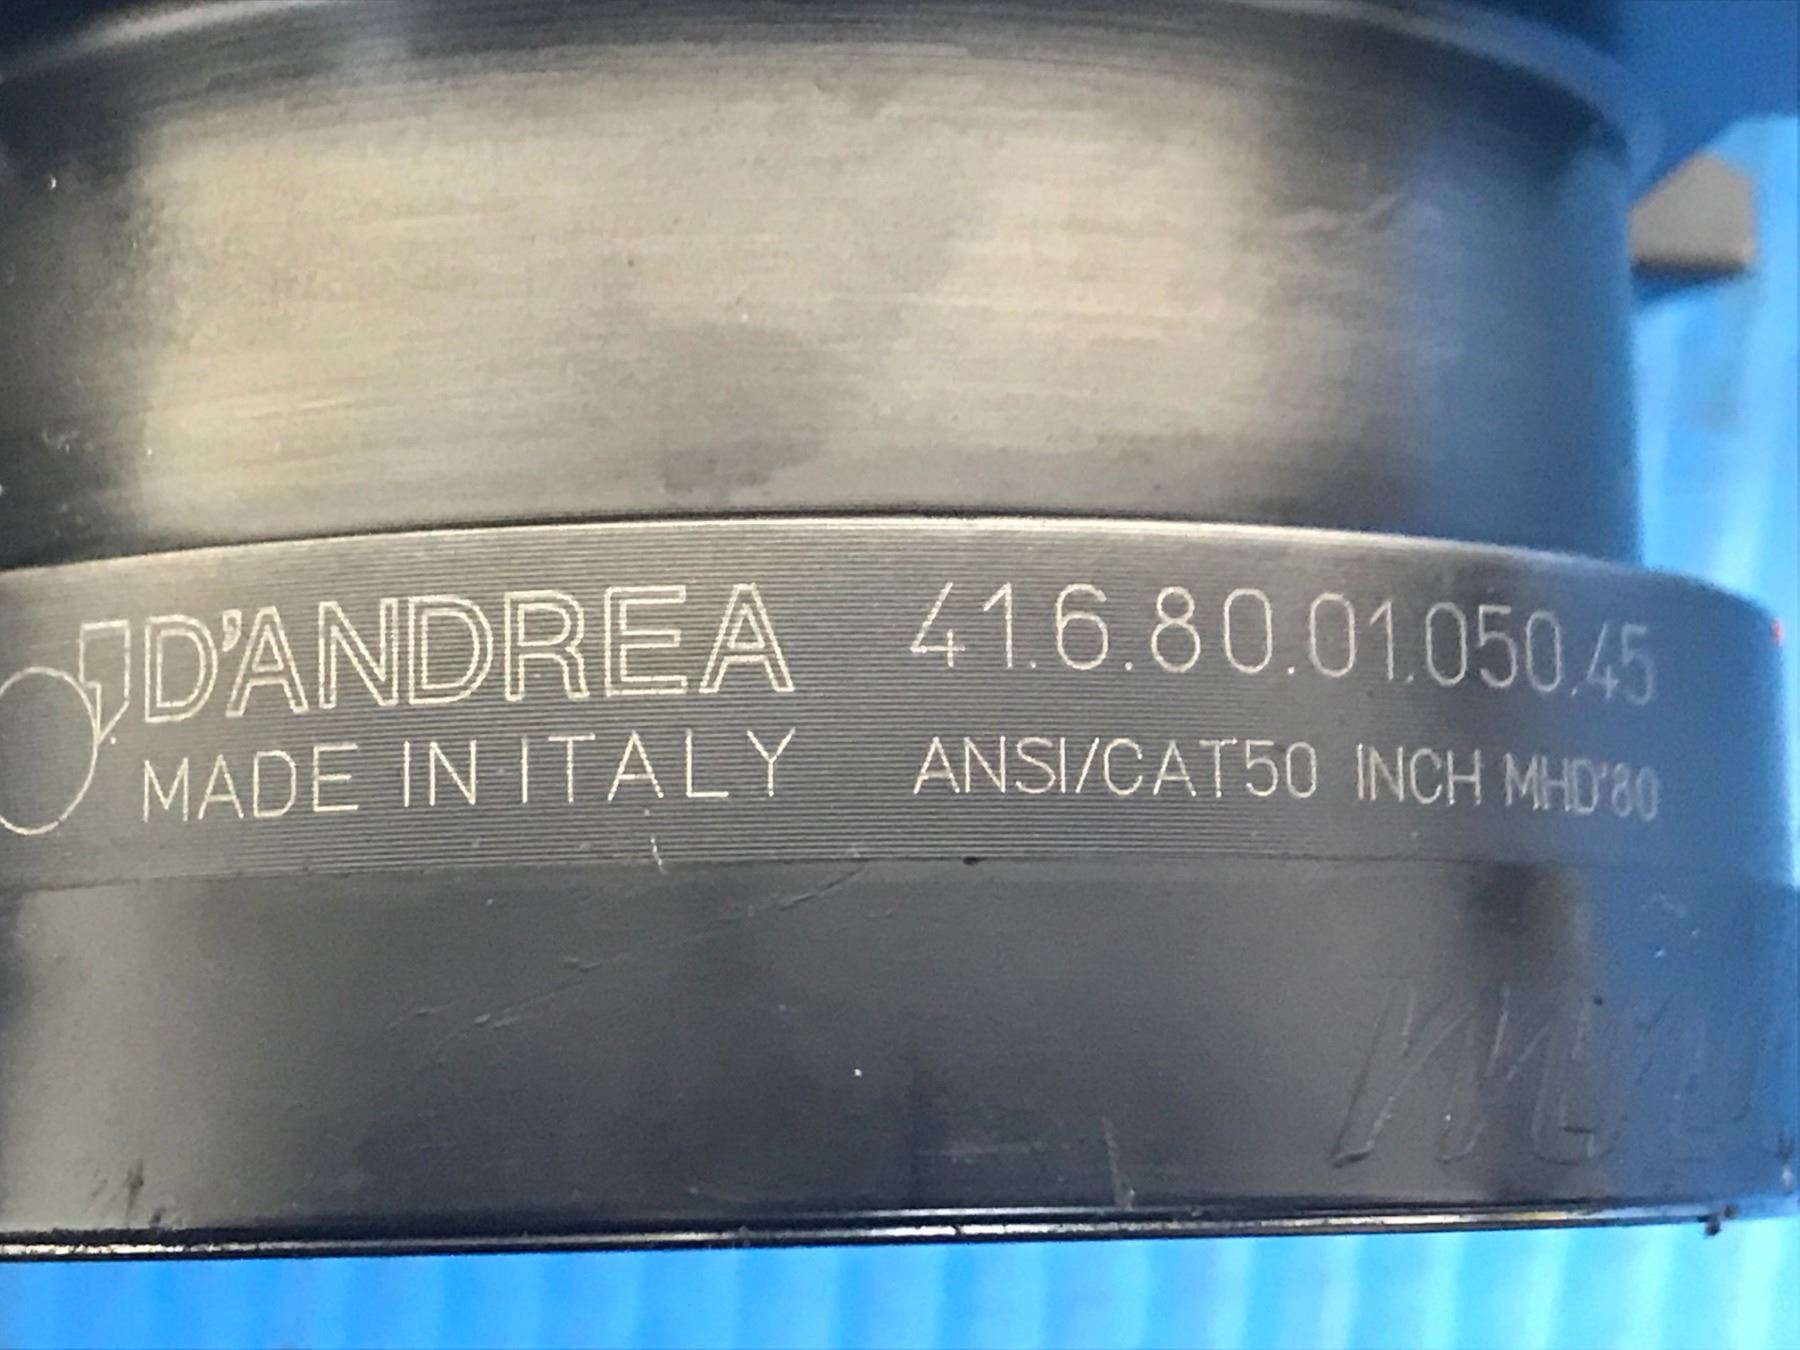 D'ANDREA 41.6.80.01.050.45
MADE IN ITALY ANSI/CAT50 INCH MHD'80